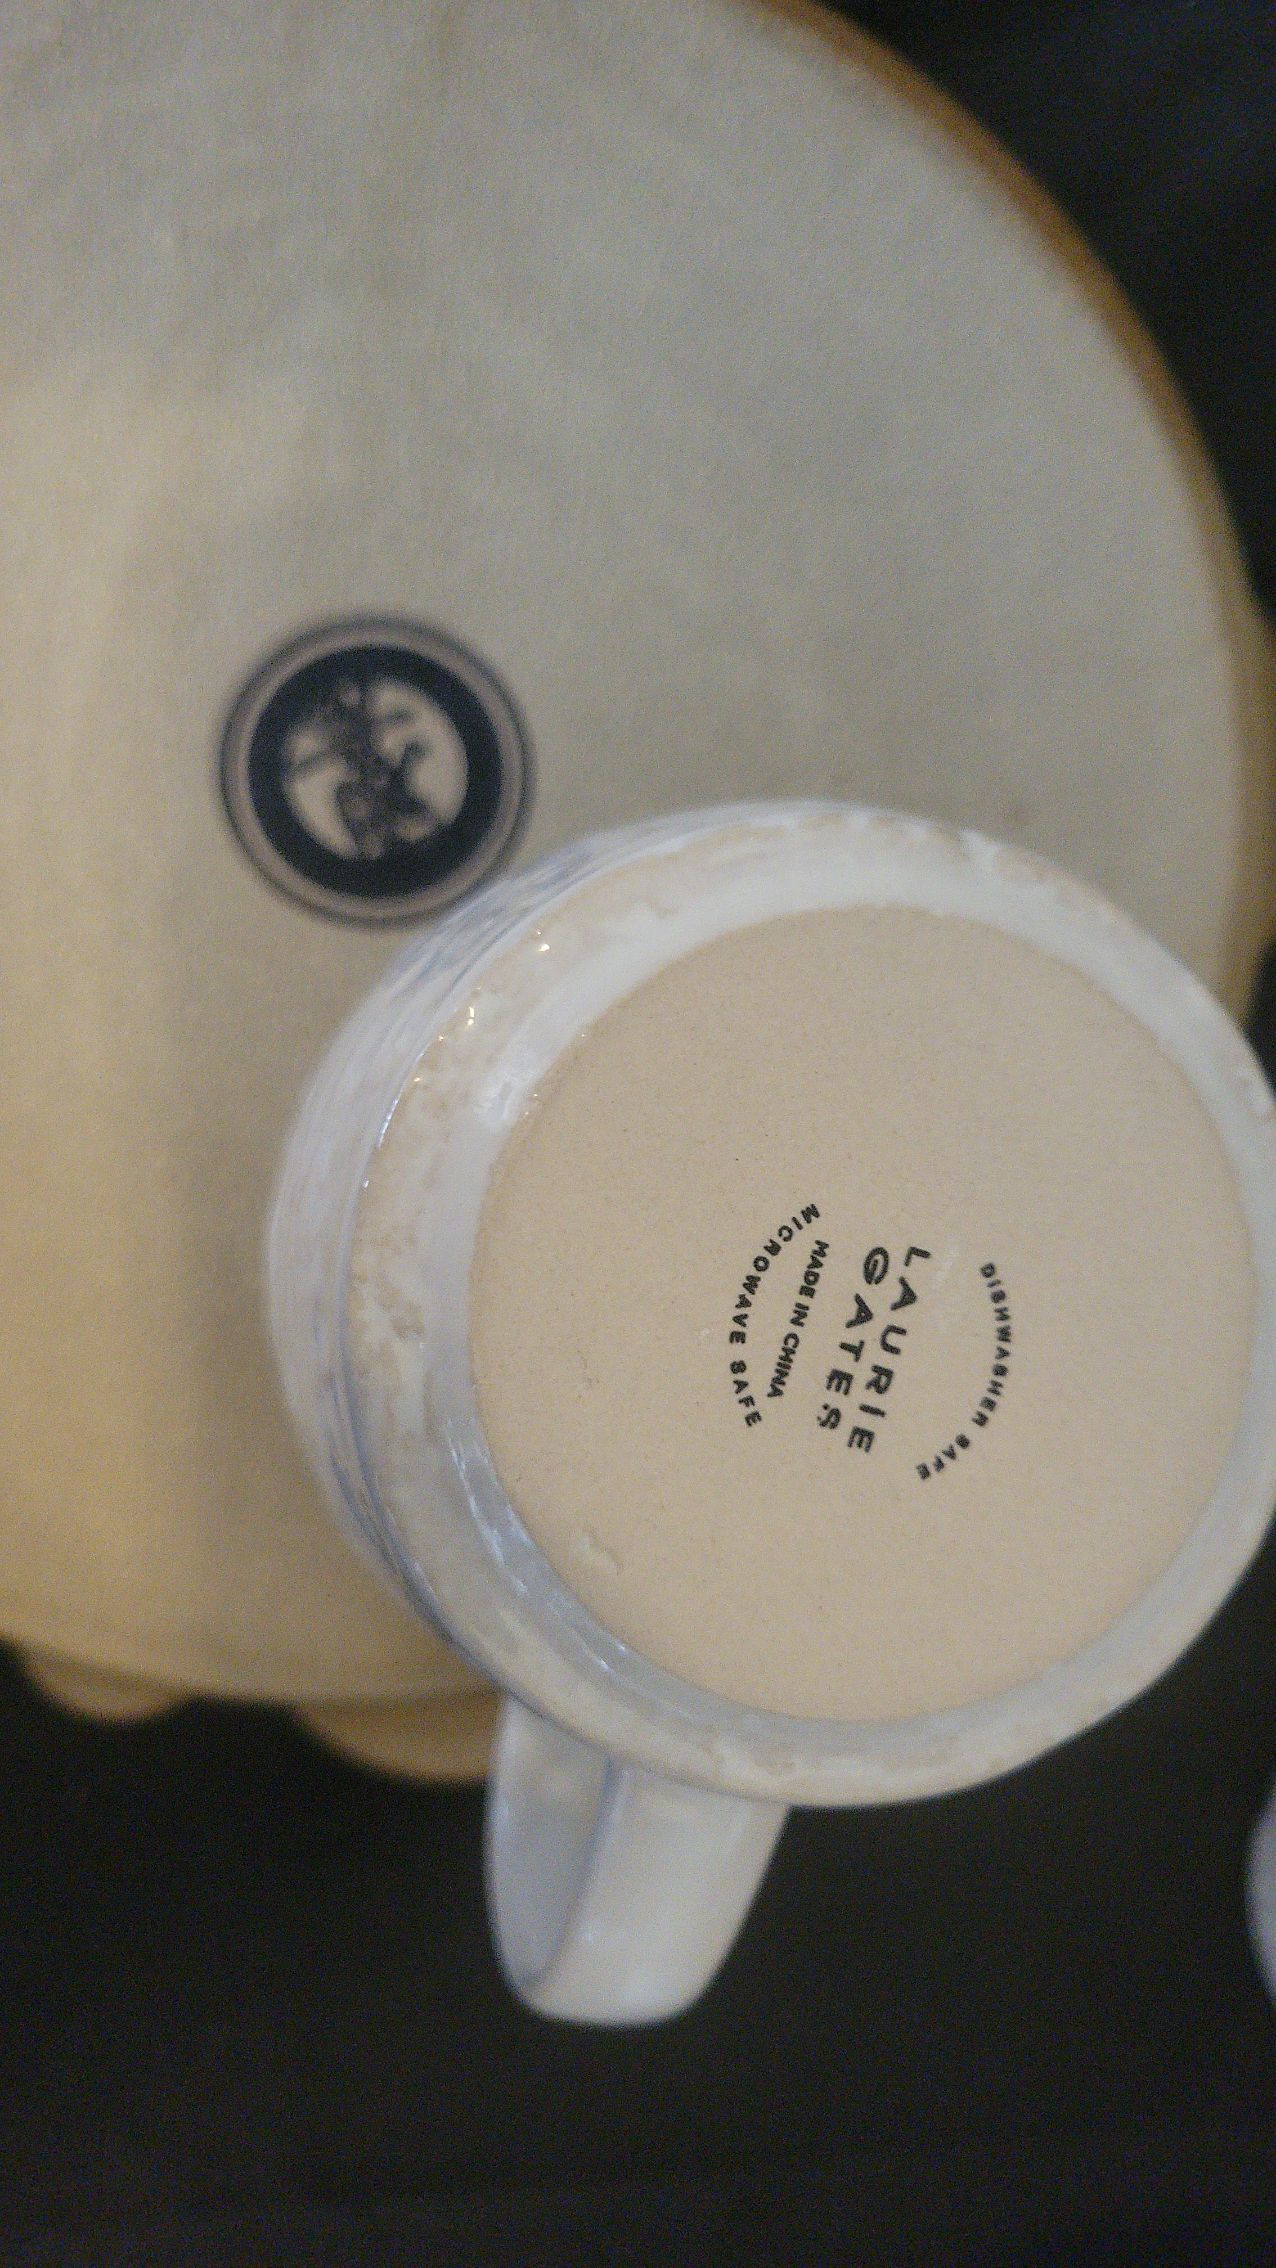 DISHWASHER SAFE
LAURIE
GATES
MADE IN CHINA
MICROWAVE SAFE